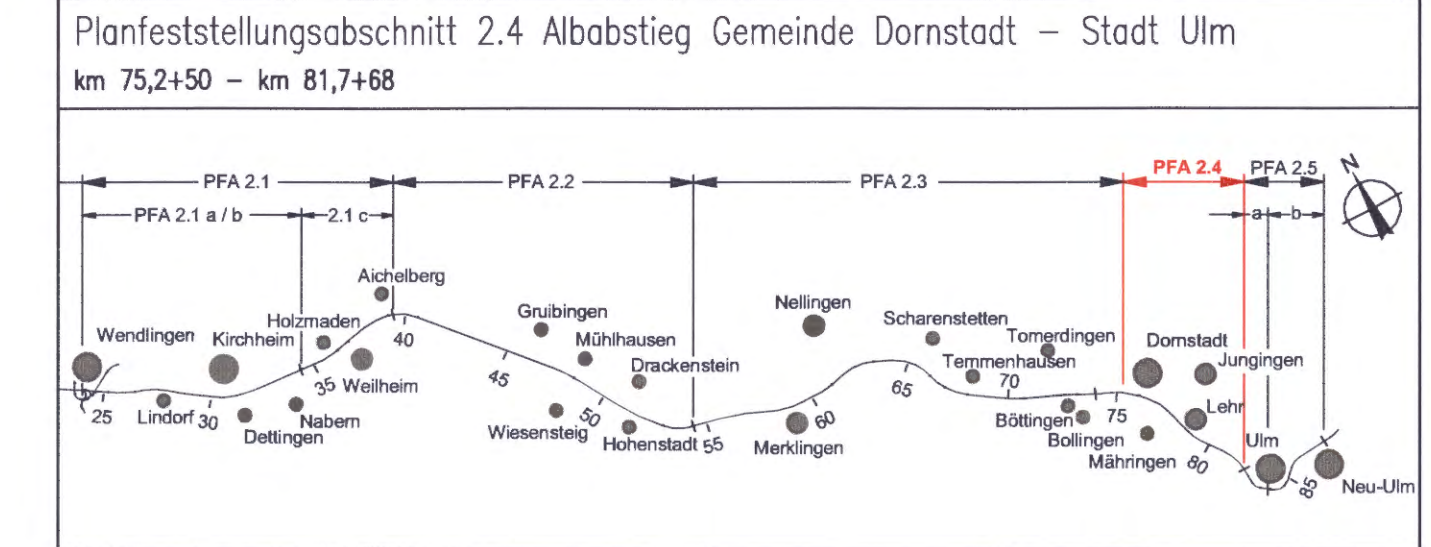 Planfeststellungsabschnitt 2.4 Albabstieg Gemeinde Dornstadt – Stadt Ulm
km 75,2+50 – km 81,7+68
PFA 2.1
PFA 2.2
PFA 2.3
PFA 2.4
PFA 2.5
N
PFA 2.1 a / b
2.1 c
a
b
Aichelberg
Wendlingen
Kirchheim
Holzmaden
Weilheim
Lindorf
Dettingen
Nabern
25
30
35
40
Gruibingen
Mühlhausen
Drackenstein
Wiesensteig
Hohenstadt
45
50
55
Nellingen
Merklingen
60
65
Scharenstetten
Tomerdingen
Temmenhausen
70
Böttingen
Bollingen
Mähringen
75
Dornstadt
Jungingen
Lehr
80
Ulm
85
Neu-Ulm